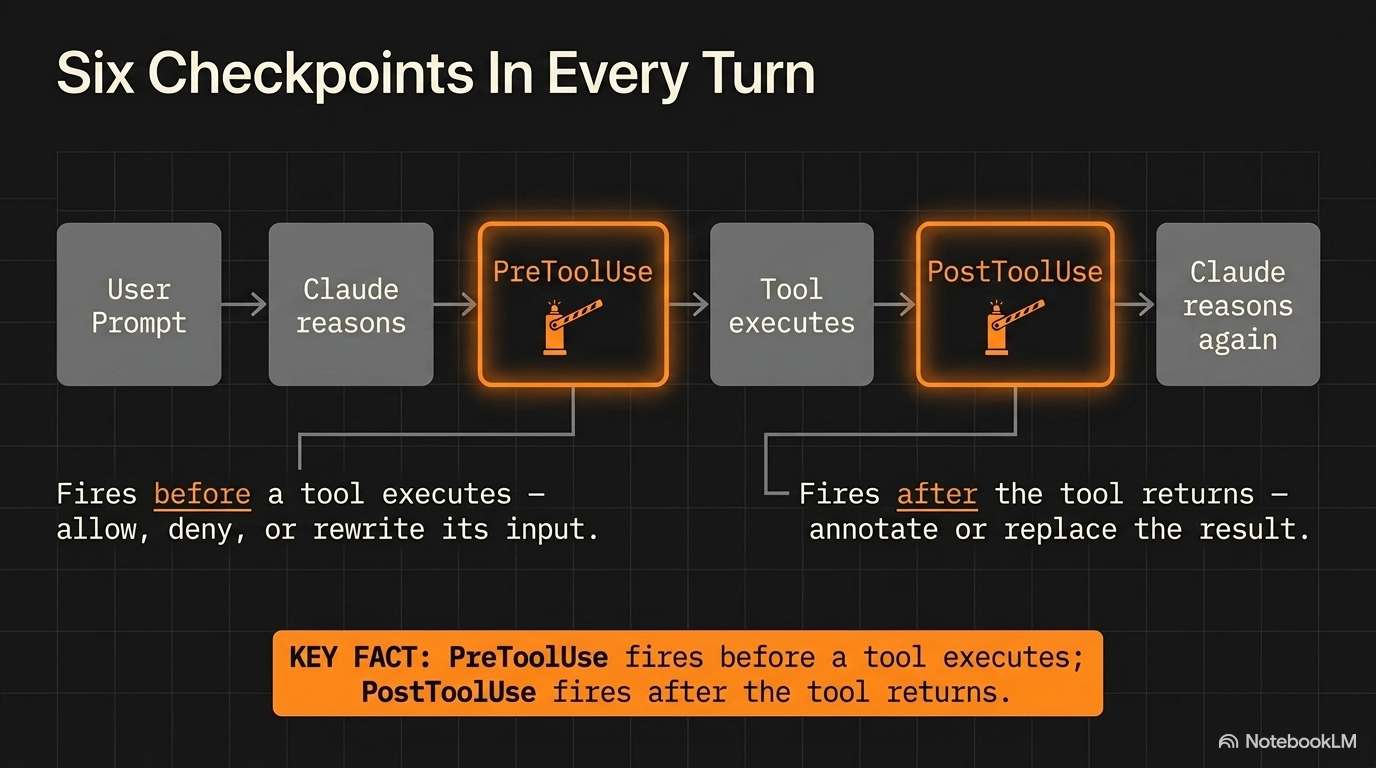 Six Checkpoints In Every Turn
User
Prompt
Claude
reasons
PreToolUse
Tool
executes
PostToolUse
Claude
reasons
again
Fires before a tool executes —
allow, deny, or rewrite its input.
Fires after the tool returns —
annotate or replace the result.
KEY FACT: PreToolUse fires before a tool executes;
PostToolUse fires after the tool returns.
NotebookLM